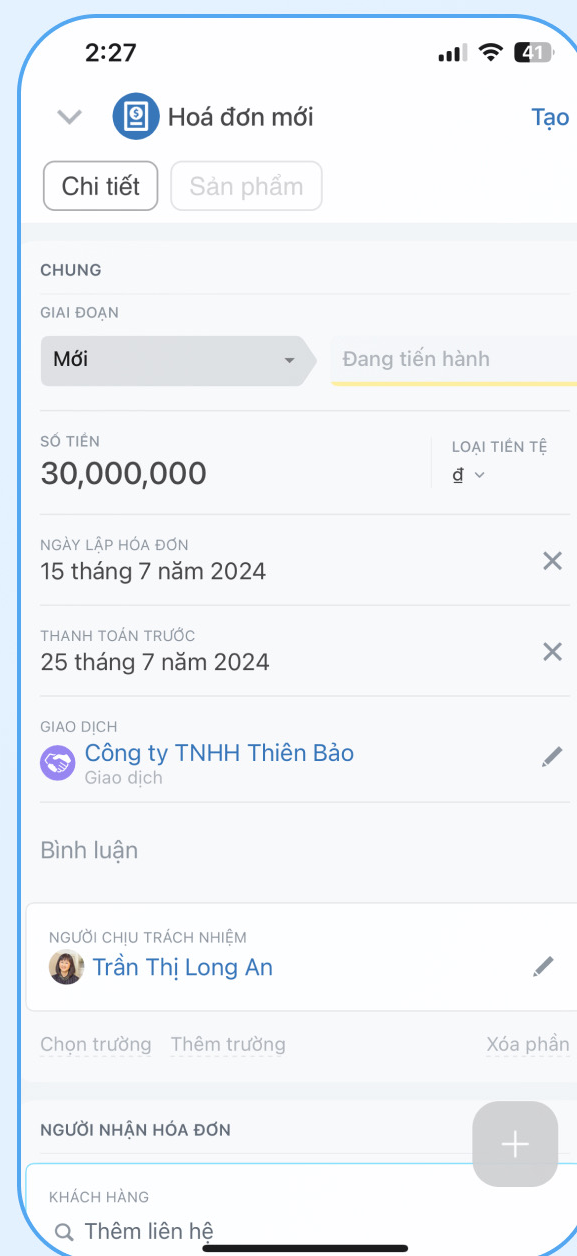 2:27
41
Hoá đơn mới
Tạo
Chi tiết
Sản phẩm
CHUNG
GIAI ĐOẠN
Mới
Đang tiến hành
SỐ TIỀN
LOẠI TIỀN TỆ
30,000,000
₫
NGÀY LẬP HÓA ĐƠN
15 tháng 7 năm 2024
THANH TOÁN TRƯỚC
25 tháng 7 năm 2024
GIAO DỊCH
Công ty TNHH Thiên Bảo
Giao dịch
Bình luận
NGƯỜI CHỊU TRÁCH NHIỆM
Trần Thị Long An
Chọn trường
Thêm trường
Xóa phần
NGƯỜI NHẬN HÓA ĐƠN
KHÁCH HÀNG
Thêm liên hệ